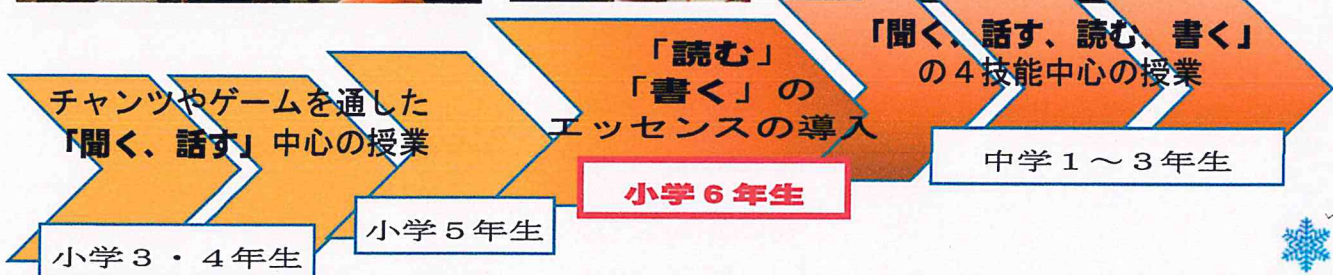 チャンツやゲームを通した
「聞く、話す」中心の授業
小学３・４年生
小学５年生
「読む」
「書く」の
エッセンスの導入
小学６年生
「聞く、話す、読む、書く」
の４技能中心の授業
中学１～３年生